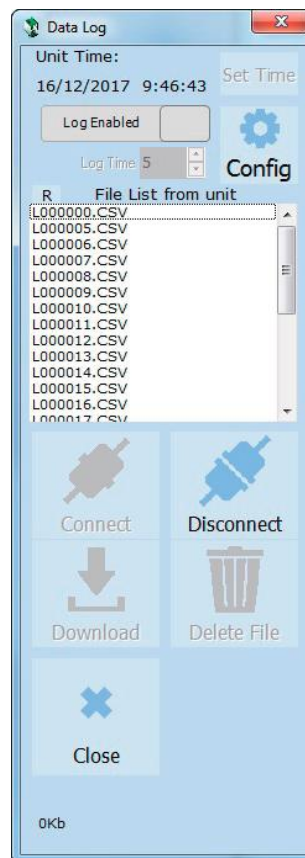 Data Log
Unit Time:
16/12/2017 9:46:43
Set Time
Log Enabled
Log Time 5
Config
R File List from unit
L000000.CSV
L000005.CSV
L000006.CSV
L000007.CSV
L000008.CSV
L000009.CSV
L000010.CSV
L000011.CSV
L000012.CSV
L000013.CSV
L000014.CSV
L000015.CSV
L000016.CSV
L000017.CSV
Connect
Disconnect
Download
Delete File
Close
0Kb